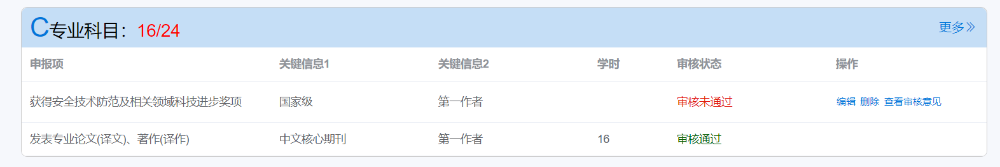 C专业科目：16/24 更多
申报项 关键信息1 关键信息2 学时 审核状态 操作
获得安全技术防范及相关领域科技进步奖项 国家级 第一作者 审核未通过 编辑 删除 查看审核意见
发表专业论文(译文)、著作(译作) 中文核心期刊 第一作者 16 审核通过